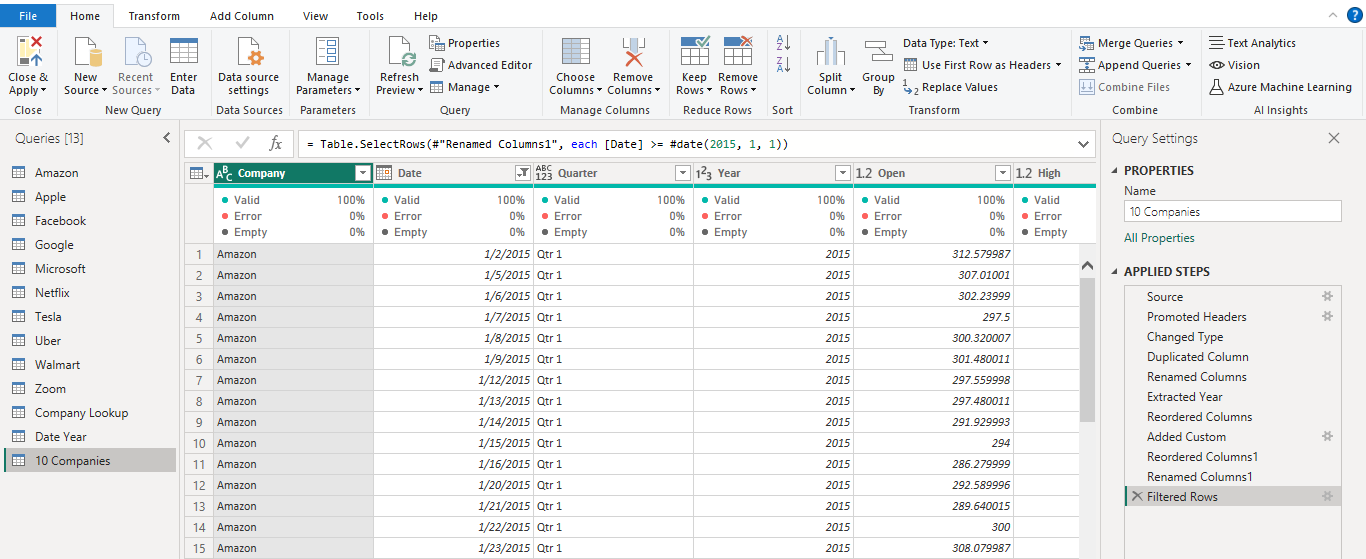 File Home Transform Add Column View Tools Help
Close & Apply New Source Recent Sources Enter Data Data source settings Manage Parameters Refresh Preview Properties Advanced Editor Manage Choose Columns Remove Columns Keep Rows Remove Rows Split Column Group By Data Type: Text Use First Row as Headers Replace Values Merge Queries Append Queries Combine Files Text Analytics Vision Azure Machine Learning
Close New Query Data Sources Parameters Query Manage Columns Reduce Rows Sort Transform Combine AI Insights
Queries [13]
Amazon
Apple
Facebook
Google
Microsoft
Netflix
Tesla
Uber
Walmart
Zoom
Company Lookup
Date Year
10 Companies
= Table.SelectRows(#"Renamed Columns1", each [Date] >= #date(2015, 1, 1))
ABC Company Date ABC123 Quarter 123 Year 1.2 Open 1.2 High
Valid 100% Valid 100% Valid 100% Valid 100% Valid 100% Valid
Error 0% Error 0% Error 0% Error 0% Error 0% Error
Empty 0% Empty 0% Empty 0% Empty 0% Empty 0% Empty
1 Amazon 1/2/2015 Qtr 1 2015 312.579987
2 Amazon 1/5/2015 Qtr 1 2015 307.01001
3 Amazon 1/6/2015 Qtr 1 2015 302.23999
4 Amazon 1/7/2015 Qtr 1 2015 297.5
5 Amazon 1/8/2015 Qtr 1 2015 300.320007
6 Amazon 1/9/2015 Qtr 1 2015 301.480011
7 Amazon 1/12/2015 Qtr 1 2015 297.559998
8 Amazon 1/13/2015 Qtr 1 2015 297.480011
9 Amazon 1/14/2015 Qtr 1 2015 291.929993
10 Amazon 1/15/2015 Qtr 1 2015 294
11 Amazon 1/16/2015 Qtr 1 2015 286.279999
12 Amazon 1/20/2015 Qtr 1 2015 292.589996
13 Amazon 1/21/2015 Qtr 1 2015 289.640015
14 Amazon 1/22/2015 Qtr 1 2015 300
15 Amazon 1/23/2015 Qtr 1 2015 308.079987
Query Settings
PROPERTIES
Name
10 Companies
All Properties
APPLIED STEPS
Source
Promoted Headers
Changed Type
Duplicated Column
Renamed Columns
Extracted Year
Reordered Columns
Added Custom
Reordered Columns1
Renamed Columns1
Filtered Rows